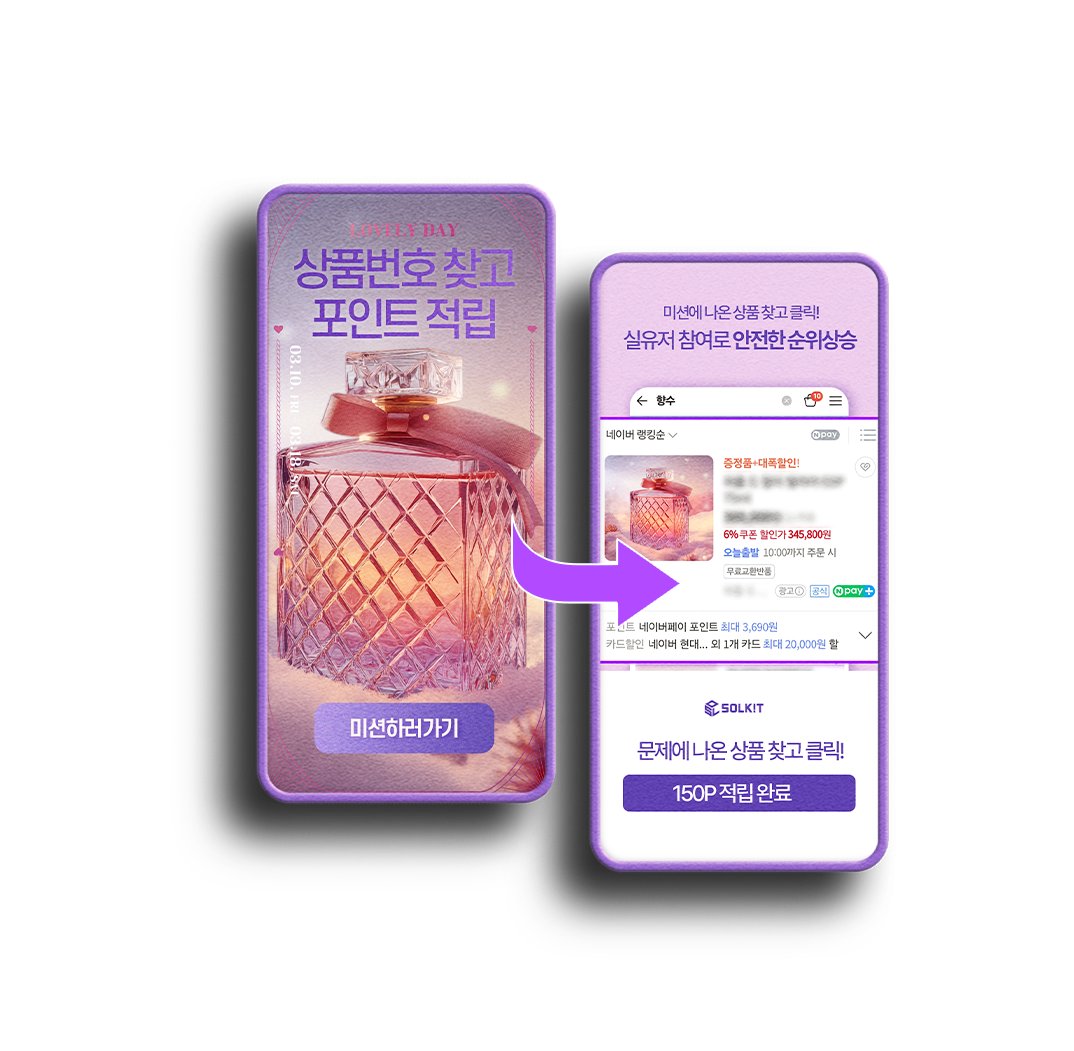 LOVELY DAY
상품번호 찾고
포인트 적립
미션하러가기
미션에 나온 상품 찾고 클릭!
실유저 참여로 안전한 순위상승
향수
10
네이버 랭킹순
N pay
증정품+대폭할인!
6% 쿠폰 할인가 345,800원
오늘출발 10:00까지 주문 시
무료교환반품
광고 공식 N pay +
포인트 네이버페이 포인트 최대 3,690원
카드할인 네이버 현대... 외 1개 카드 최대 20,000원 할
SOLK!T
문제에 나온 상품 찾고 클릭!
150P 적립 완료